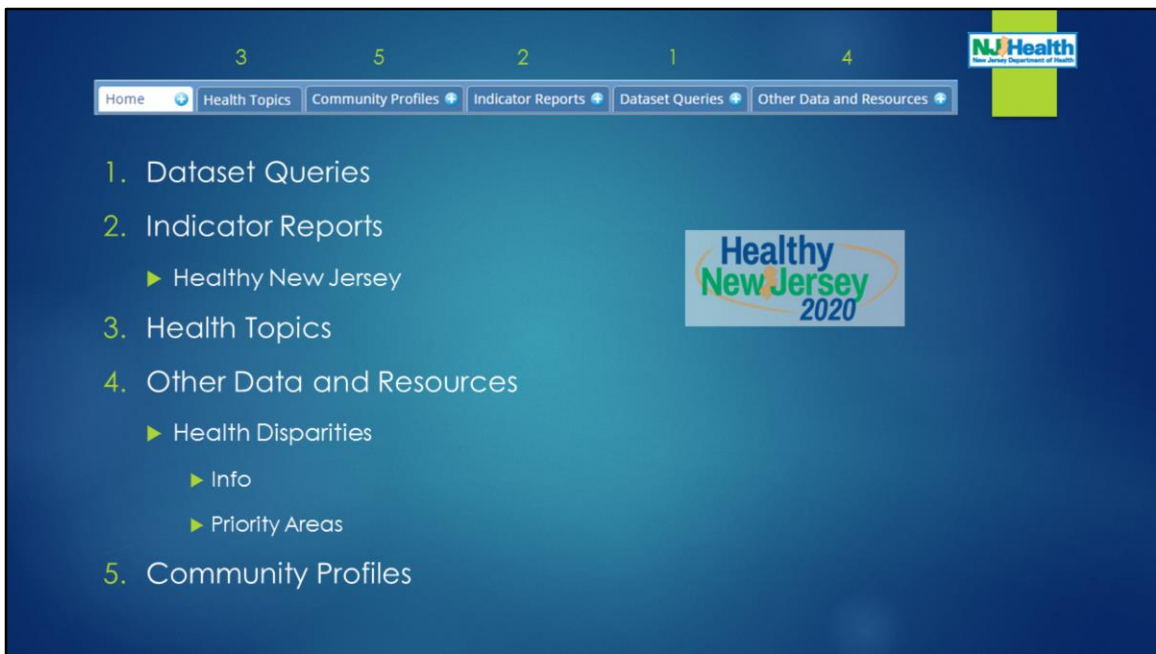 3 5 2 1 4
NJ Health
New Jersey Department of Health
Home Health Topics Community Profiles Indicator Reports Dataset Queries Other Data and Resources
1. Dataset Queries
2. Indicator Reports
Healthy New Jersey
Healthy
New Jersey
2020
3. Health Topics
4. Other Data and Resources
Health Disparities
Info
Priority Areas
5. Community Profiles